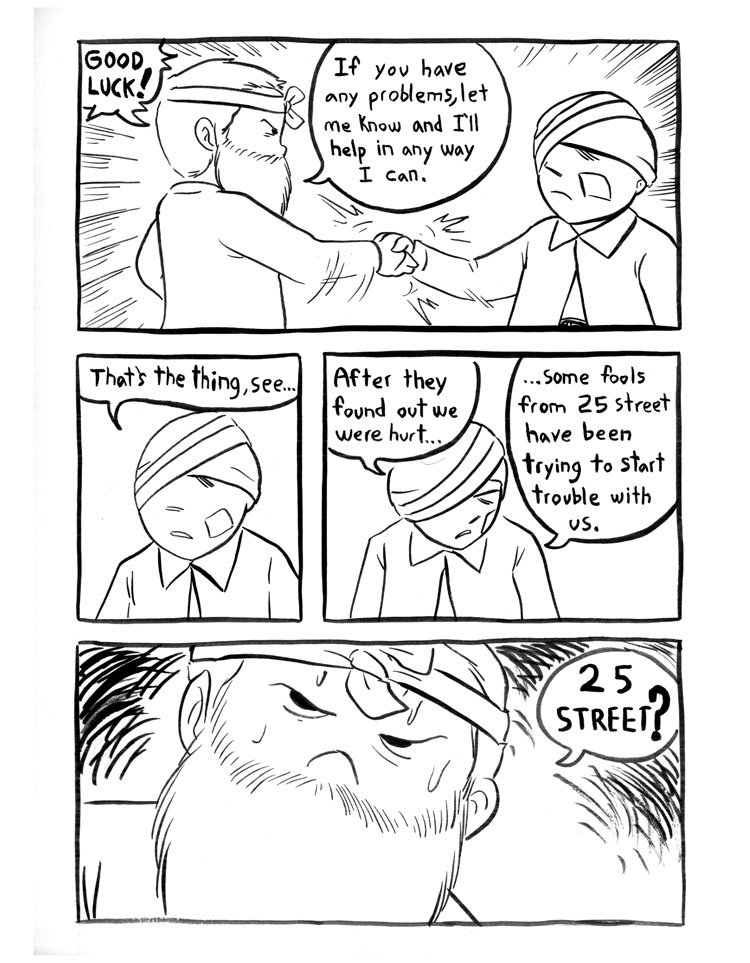 GOOD
LUCK!
If you have
any problems, let
me know and I'll
help in any way
I can.
That's the thing, see...
After they
found out we
were hurt...
...some fools
from 25 street
have been
trying to start
trouble with
us.
25
STREET?